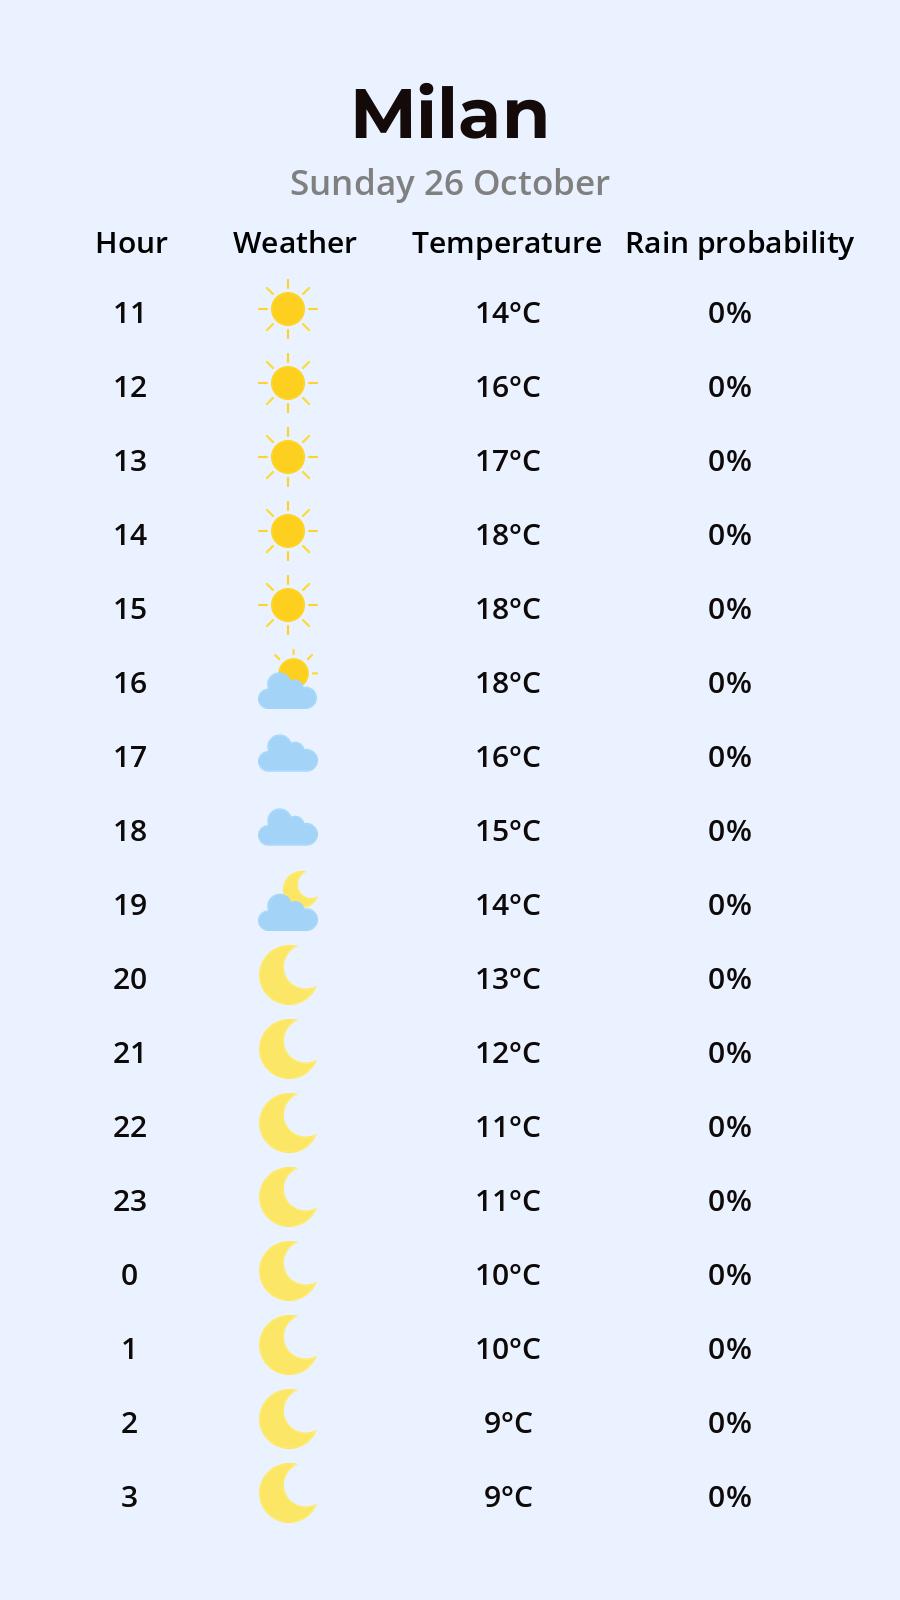 Milan
Sunday 26 October
Hour Weather Temperature Rain probability
11 14°C 0%
12 16°C 0%
13 17°C 0%
14 18°C 0%
15 18°C 0%
16 18°C 0%
17 16°C 0%
18 15°C 0%
19 14°C 0%
20 13°C 0%
21 12°C 0%
22 11°C 0%
23 11°C 0%
0 10°C 0%
1 10°C 0%
2 9°C 0%
3 9°C 0%